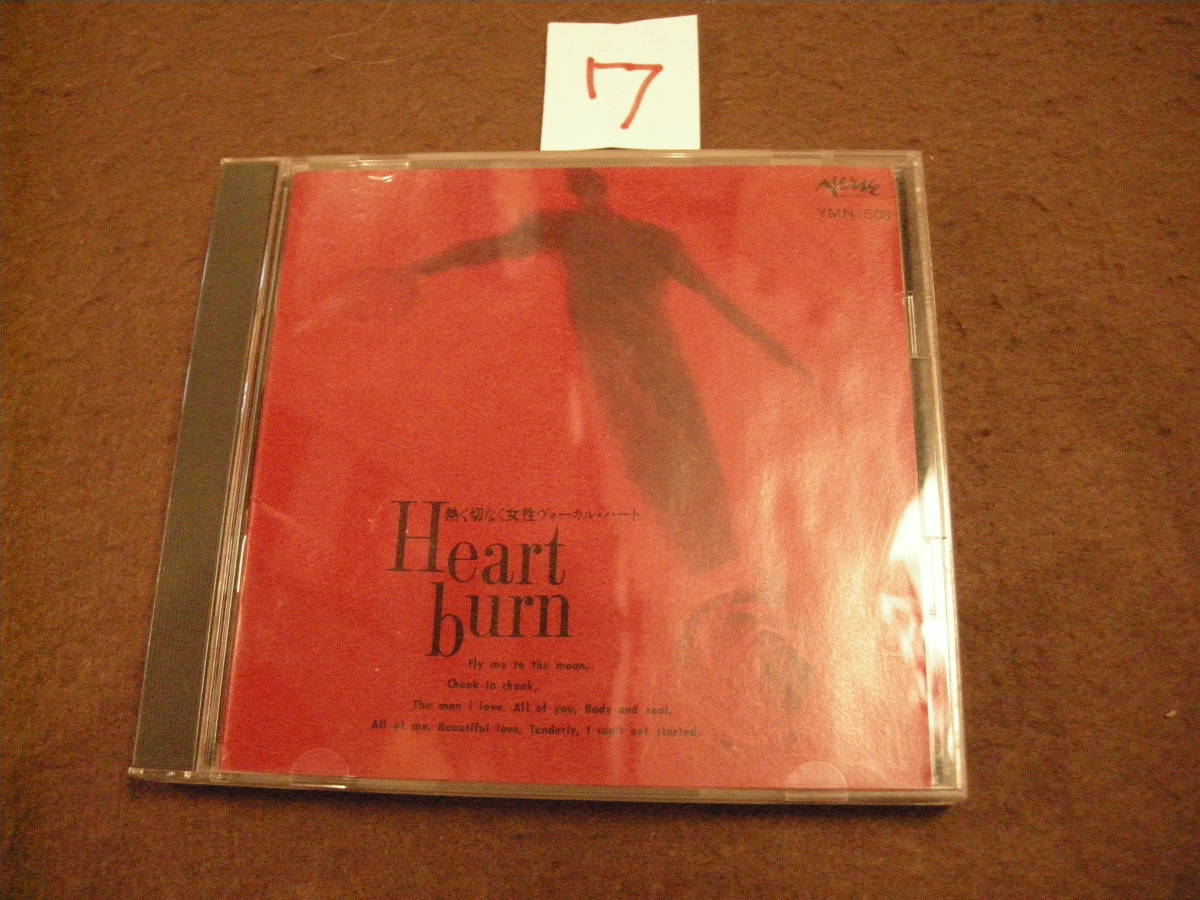 ワ
Verve
YMN 508
熱く切なく女性ヴォーカル・ハート
Heart
burn
Fly me to the moon,
Cheek to cheek,
The man I love, All of you, Body and soul,
All of me, Beautiful love, Tenderly, I can't get started,